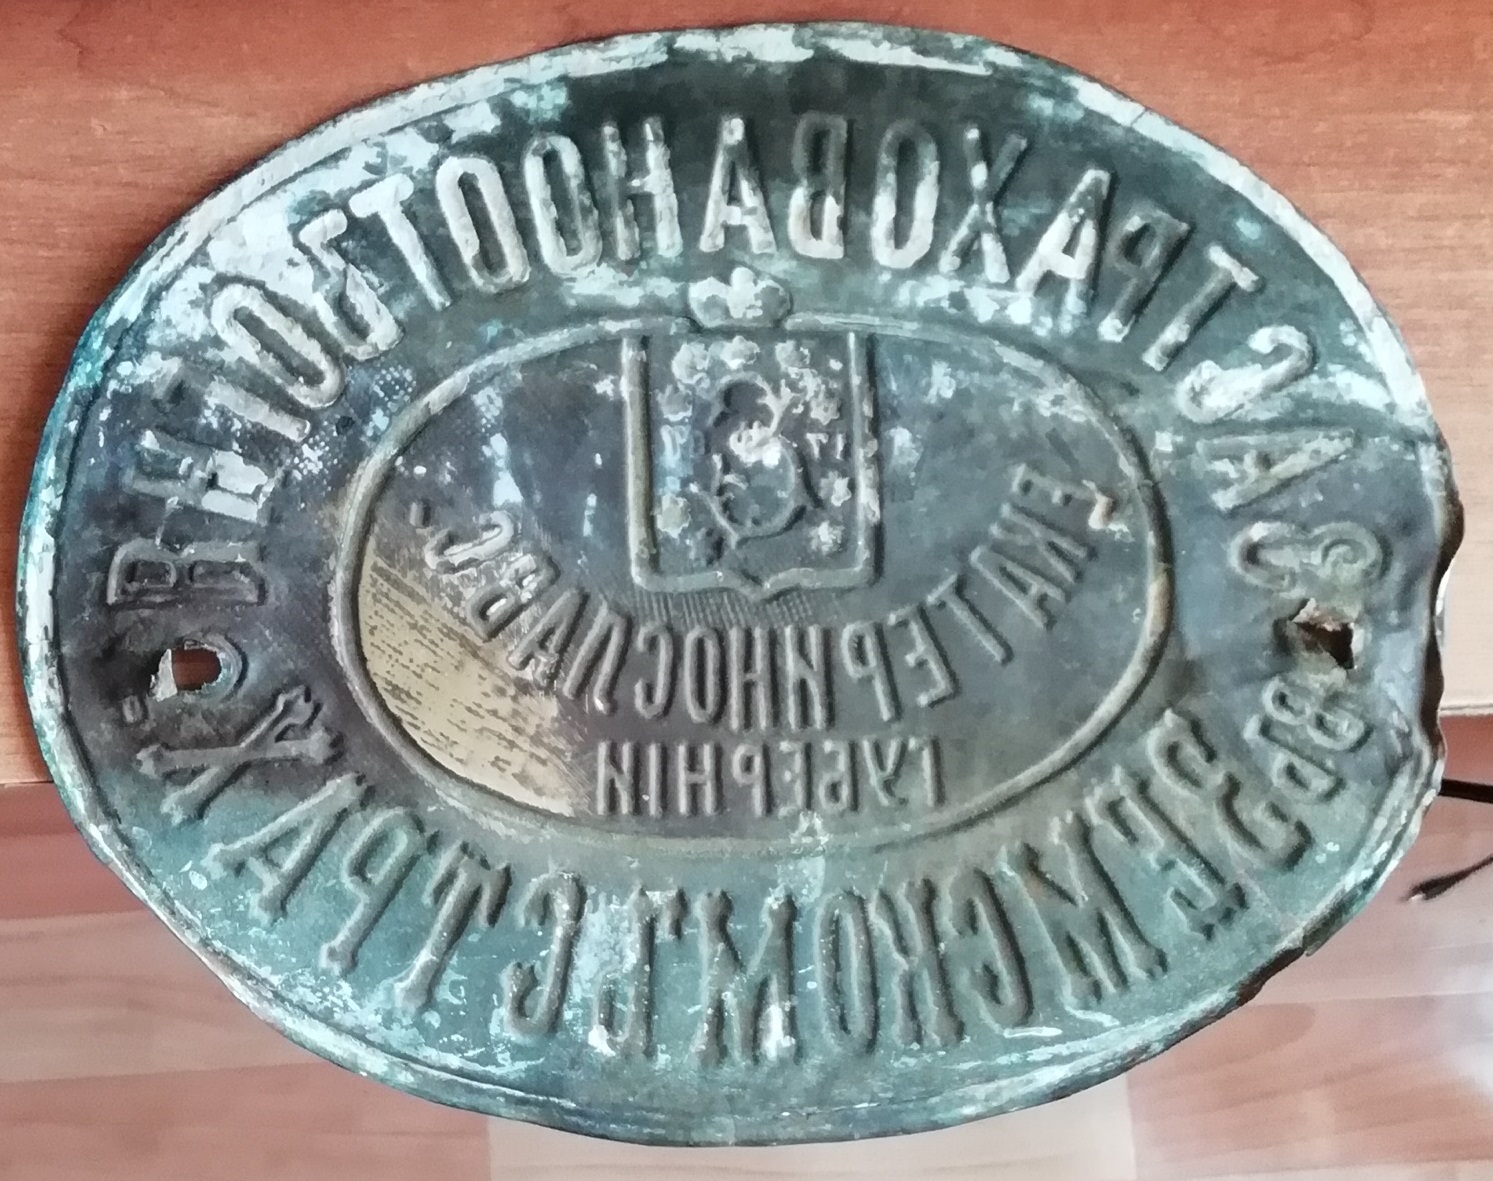 ЗАСТРАХОВАНО ОТЪ ОГНЯ
ЕКАТЕРИНОСЛАВС.
ГУБЕРНІИ
ВЪ ЗЕМСКОМЪ СТРАХ.